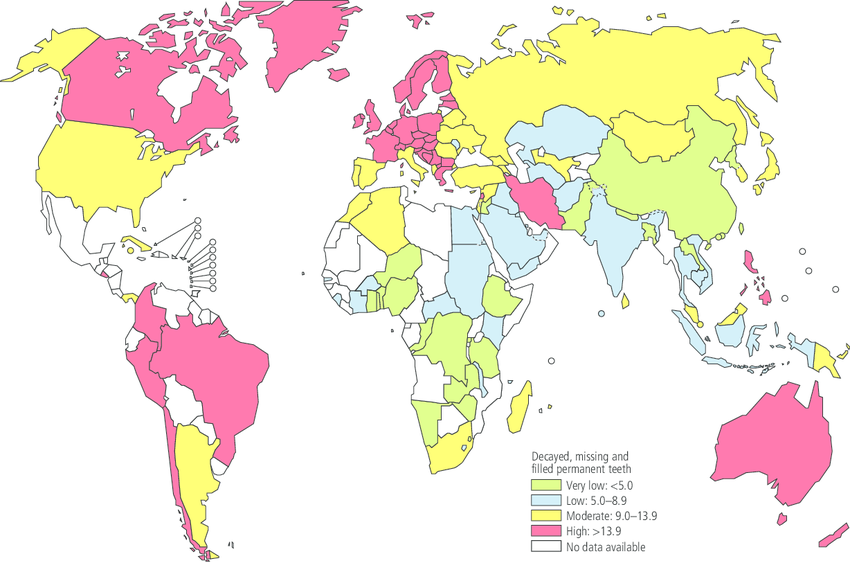 Decayed, missing and
filled permanent teeth
Very low: <5.0
Low: 5.0–8.9
Moderate: 9.0–13.9
High: >13.9
No data available